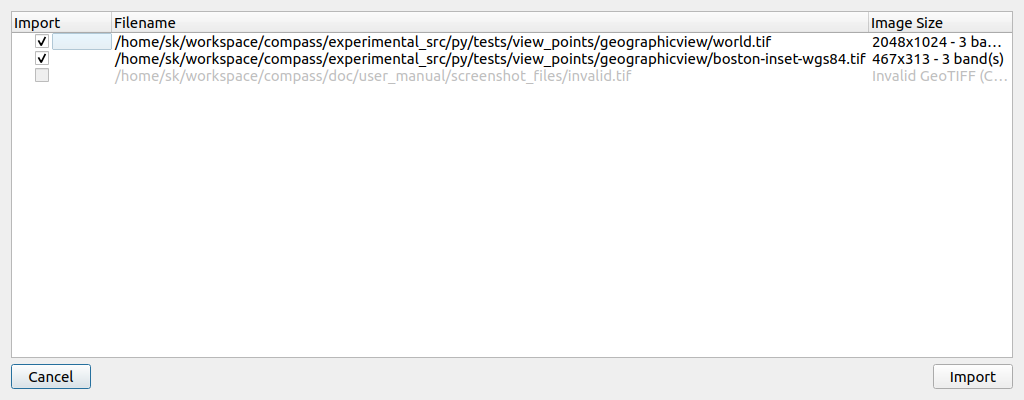 Import Filename Image Size
/home/sk/workspace/compass/experimental_src/py/tests/view_points/geographicview/world.tif 2048x1024 - 3 ba...
/home/sk/workspace/compass/experimental_src/py/tests/view_points/geographicview/boston-inset-wgs84.tif 467x313 - 3 band(s)
/home/sk/workspace/compass/doc/user_manual/screenshot_files/invalid.tif Invalid GeoTIFF (C...
Cancel Import